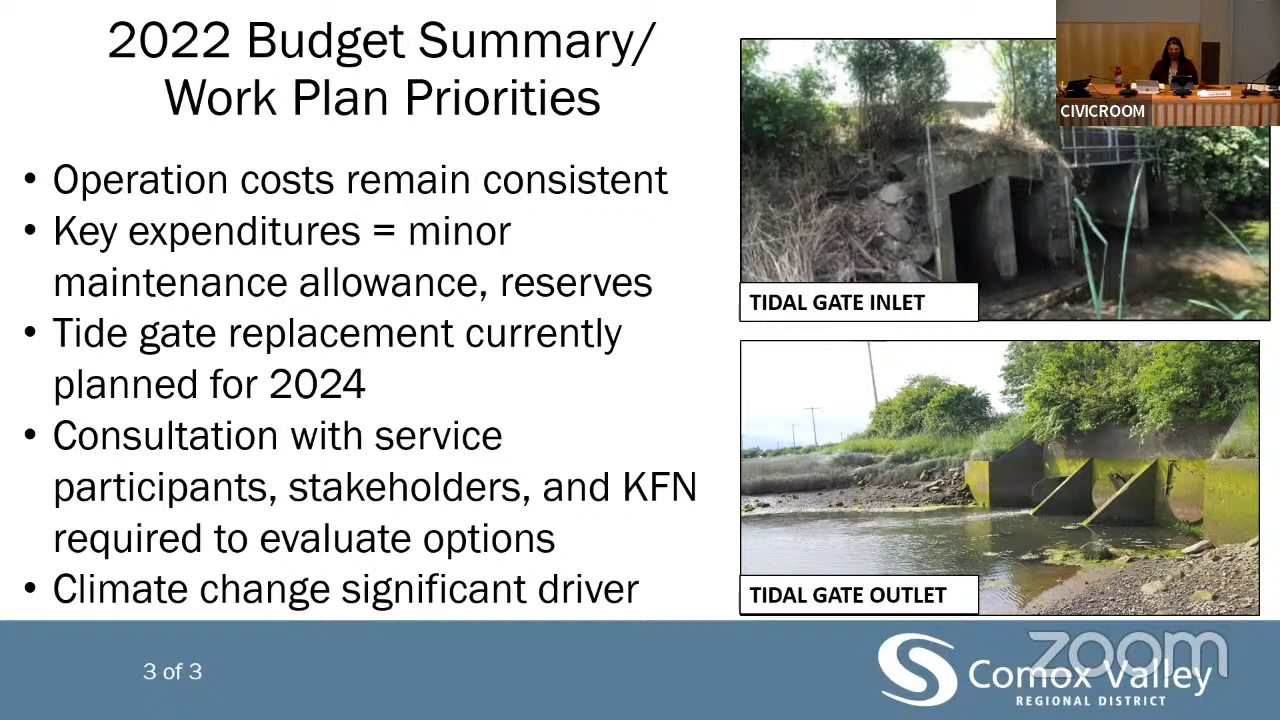 2022 Budget Summary/
Work Plan Priorities
• Operation costs remain consistent
• Key expenditures = minor
maintenance allowance, reserves
• Tide gate replacement currently
planned for 2024
• Consultation with service
participants, stakeholders, and KFN
required to evaluate options
• Climate change significant driver
CIVICROOM
TIDAL GATE INLET
TIDAL GATE OUTLET
3 of 3
zoom
Comox Valley
REGIONAL DISTRICT